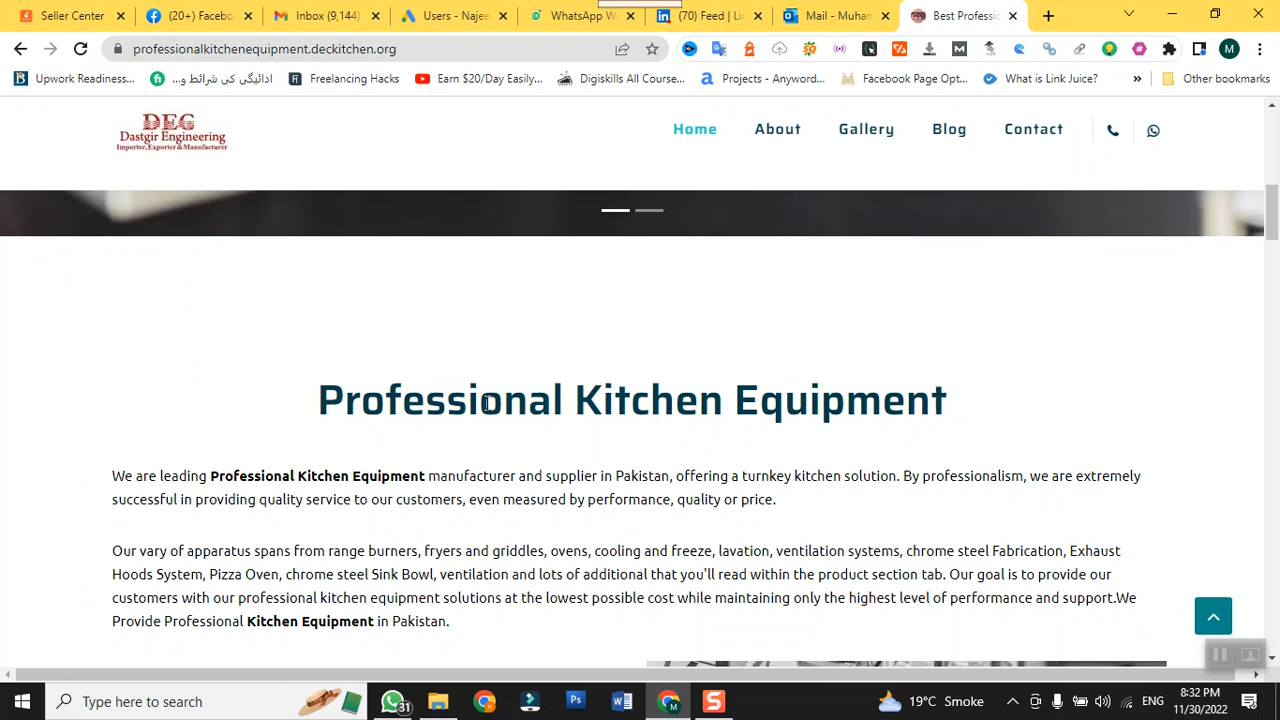 Seller Center
(20+) Facebo
Inbox (9,144)
Users - Najee
WhatsApp W
(70) Feed | Li
Mail - Muhan
Best Professic
professionalkitchenequipment.deckitchen.org
Upwork Readiness...
ادائیگی کی شرائط و...
Freelancing Hacks
Earn $20/Day Easily...
Digiskills All Course...
Projects - Anyword...
Facebook Page Opt...
What is Link Juice?
»
Other bookmarks
DEC
Dastgir Engineering
Importer,Exporter & Manufacturer
Home
About
Gallery
Blog
Contact
Professional Kitchen Equipment
We are leading Professional Kitchen Equipment manufacturer and supplier in Pakistan, offering a turnkey kitchen solution. By professionalism, we are extremely
successful in providing quality service to our customers, even measured by performance, quality or price.
Our vary of apparatus spans from range burners, fryers and griddles, ovens, cooling and freeze, lavation, ventilation systems, chrome steel Fabrication, Exhaust
Hoods System, Pizza Oven, chrome steel Sink Bowl, ventilation and lots of additional that you'll read within the product section tab. Our goal is to provide our
customers with our professional kitchen equipment solutions at the lowest possible cost while maintaining only the highest level of performance and support.We
Provide Professional Kitchen Equipment in Pakistan.
Type here to search
31
19°C Smoke
ENG
8:32 PM
11/30/2022